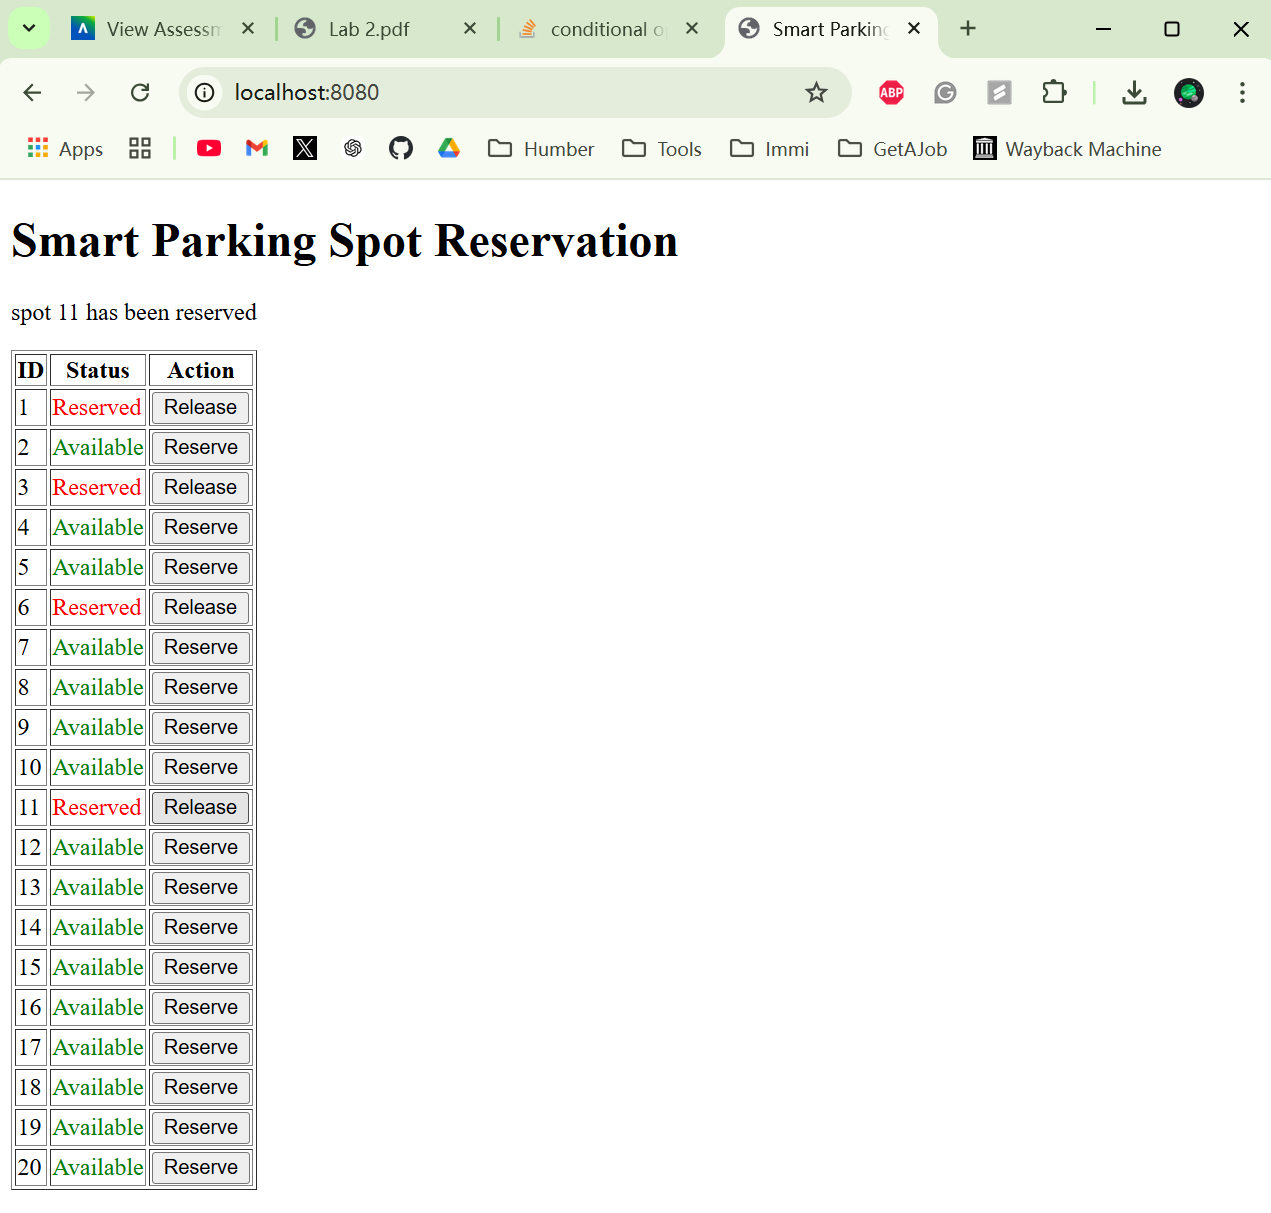 View Assessm
Lab 2.pdf
conditional o
Smart Parking
localhost:8080
ABP
Apps
Humber
Tools
Immi
GetAJob
Wayback Machine
Smart Parking Spot Reservation
spot 11 has been reserved
ID Status Action
1 Reserved Release
2 Available Reserve
3 Reserved Release
4 Available Reserve
5 Available Reserve
6 Reserved Release
7 Available Reserve
8 Available Reserve
9 Available Reserve
10 Available Reserve
11 Reserved Release
12 Available Reserve
13 Available Reserve
14 Available Reserve
15 Available Reserve
16 Available Reserve
17 Available Reserve
18 Available Reserve
19 Available Reserve
20 Available Reserve